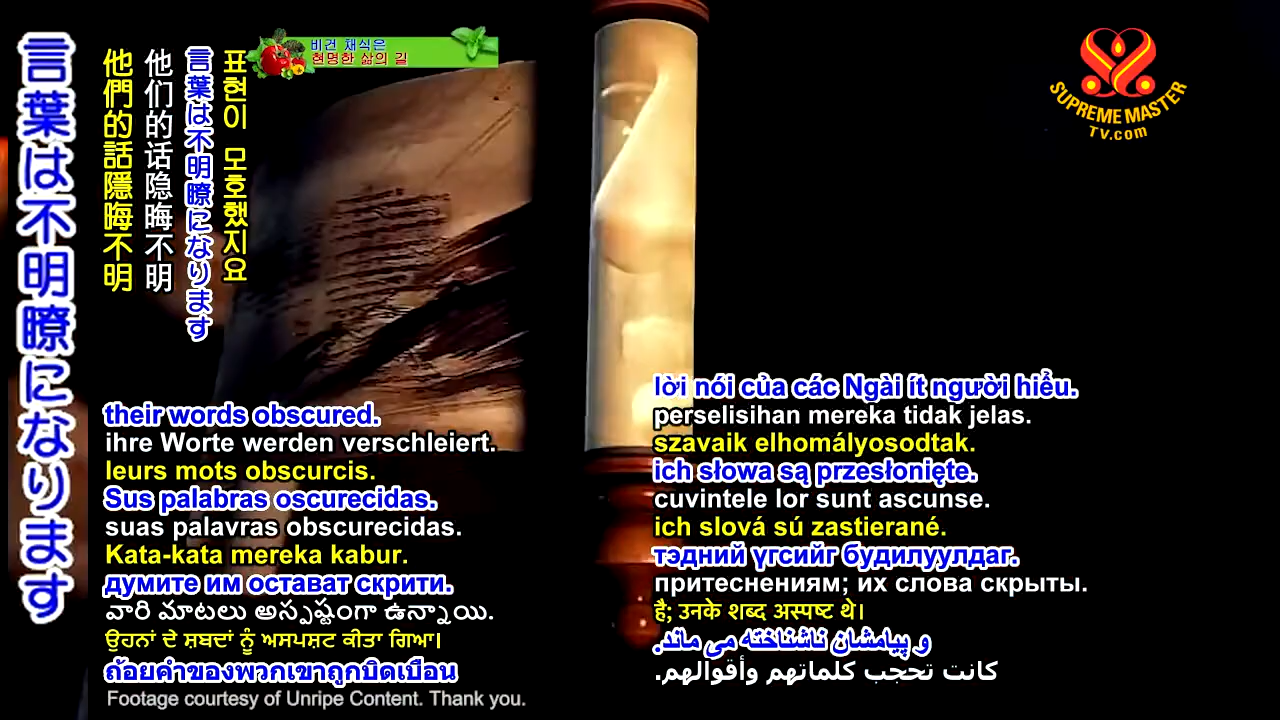 言葉は不明瞭になります
他們的話隱晦不明
他们的话隐晦不明
言葉は不明瞭になります
표현이 모호했지요
비건 채식은
현명한 삶의 길
SUPREME MASTER
TV.com
their words obscured.
ihre Worte werden verschleiert.
leurs mots obscurcis.
Sus palabras oscurecidas.
suas palavras obscurecidas.
Kata-kata mereka kabur.
думите им остават скрити.
వారి మాటలు అస్పష్టంగా ఉన్నాయి.
ਉਹਨਾਂ ਦੇ ਸ਼ਬਦਾਂ ਨੂੰ ਅਸਪਸ਼ਟ ਕੀਤਾ ਗਿਆ।
ถ้อยคำของพวกเขาถูกบิดเบือน
Footage courtesy of Unripe Content. Thank you.
lời nói của các Ngài ít người hiểu.
perselisihan mereka tidak jelas.
szavaik elhomályosodtak.
ich słowa są przesłonięte.
cuvintele lor sunt ascunse.
ich slová sú zastierané.
тэдний үгсийг будилуулдаг.
притеснениям; их слова скрыты.
है; उनके शब्द अस्पष्ट थे।
و پیامشان ناشناخته می ماند.
كانت تحجب كلماتهم وأقوالهم.